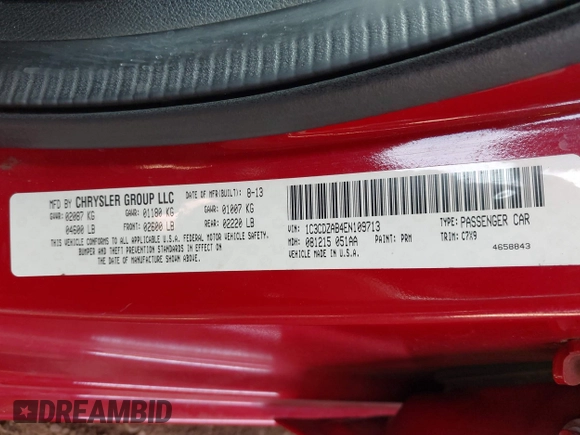 MFD BY CHRYSLER GROUP LLC DATE OF MFR(BUILT): 8-13
GVWR: 02087 KG GAWR: 01180 KG GAWR: 01007 KG
04600 LB FRONT: 02600 LB REAR: 02220 LB
THIS VEHICLE CONFORMS TO ALL APPLICABLE U.S.A. FEDERAL MOTOR VEHICLE SAFETY,
BUMPER AND THEFT PREVENTION STANDARDS IN EFFECT ON
THE DATE OF MANUFACTURE SHOWN ABOVE.
VIN: 1C3CDZAB4EN109713 TYPE: PASSENGER CAR
MDH: 081215 051AA PAINT: PRM TRIM: C7X9
VEHICLE MADE IN U.S.A. 4658843
DREAMBID